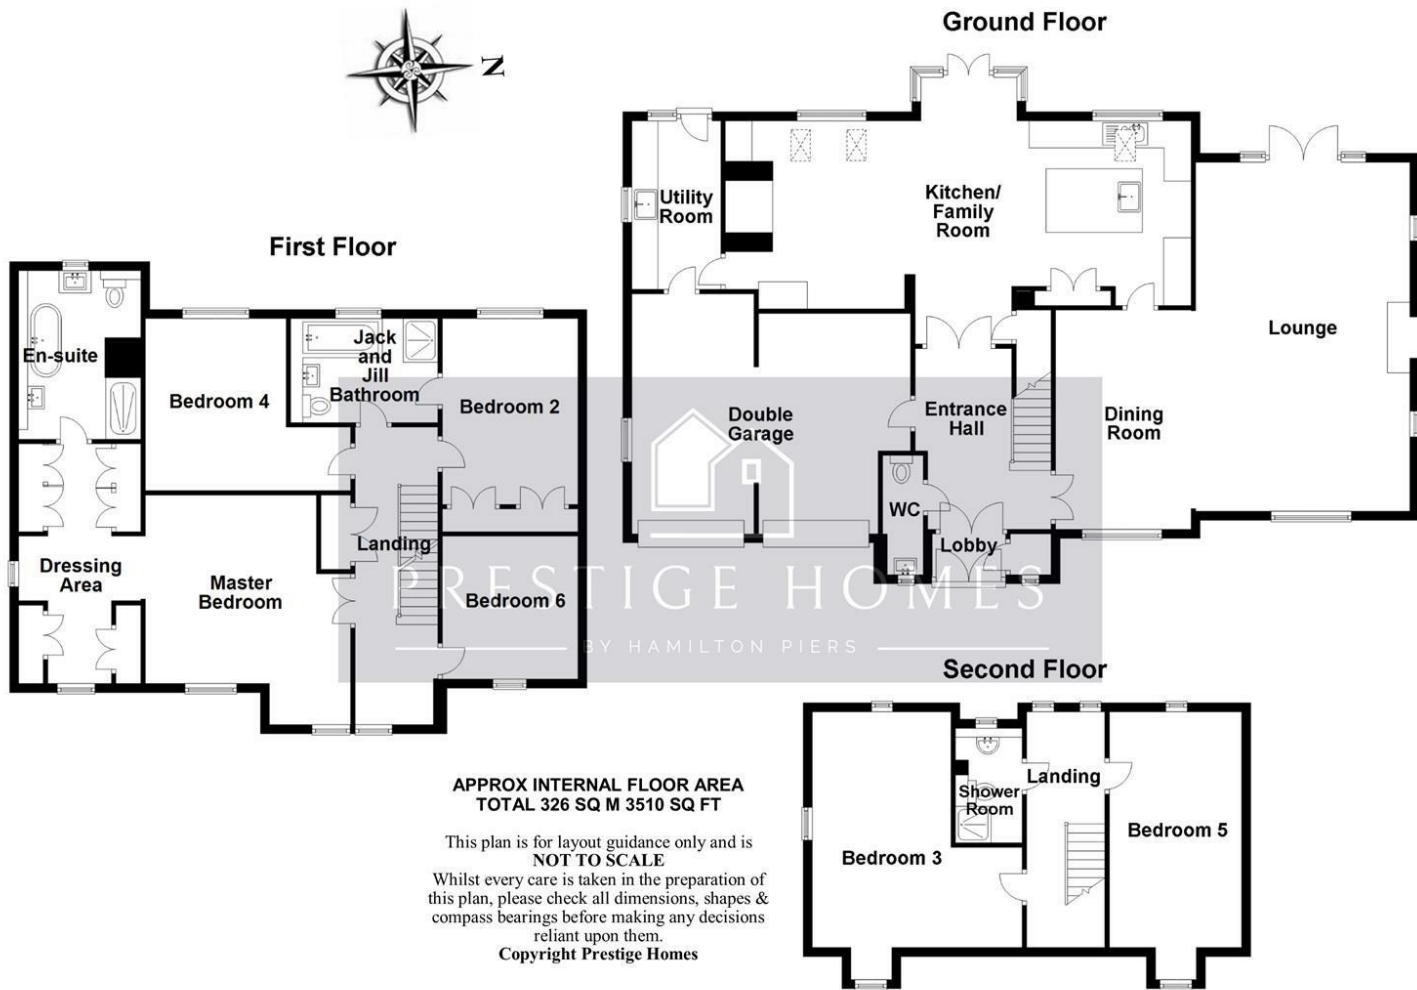 Ground Floor
N
Utility
Room
Kitchen/
Family
Room
Lounge
Double
Garage
Entrance
Hall
Dining
Room
WC
Lobby
First Floor
En-suite
Bedroom 4
Jack
and
Jill
Bathroom
Bedroom 2
Dressing
Area
Master
Bedroom
Landing
Bedroom 6
PRESTIGE HOMES
BY HAMILTON PIERS
Second Floor
Bedroom 3
Shower
Room
Landing
Bedroom 5
APPROX INTERNAL FLOOR AREA
TOTAL 326 SQ M 3510 SQ FT
This plan is for layout guidance only and is
NOT TO SCALE
Whilst every care is taken in the preparation of
this plan, please check all dimensions, shapes &
compass bearings before making any decisions
reliant upon them.
Copyright Prestige Homes